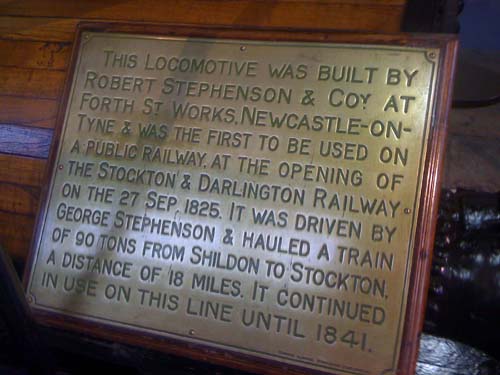 THIS LOCOMOTIVE WAS BUILT BY
ROBERT STEPHENSON & COY AT
FORTH ST WORKS, NEWCASTLE-ON-
TYNE & WAS THE FIRST TO BE USED ON
A PUBLIC RAILWAY, AT THE OPENING OF
THE STOCKTON & DARLINGTON RAILWAY
ON THE 27 SEP. 1825. IT WAS DRIVEN BY
GEORGE STEPHENSON & HAULED A TRAIN
OF 90 TONS FROM SHILDON TO STOCKTON,
A DISTANCE OF 18 MILES. IT CONTINUED
IN USE ON THIS LINE UNTIL 1841.